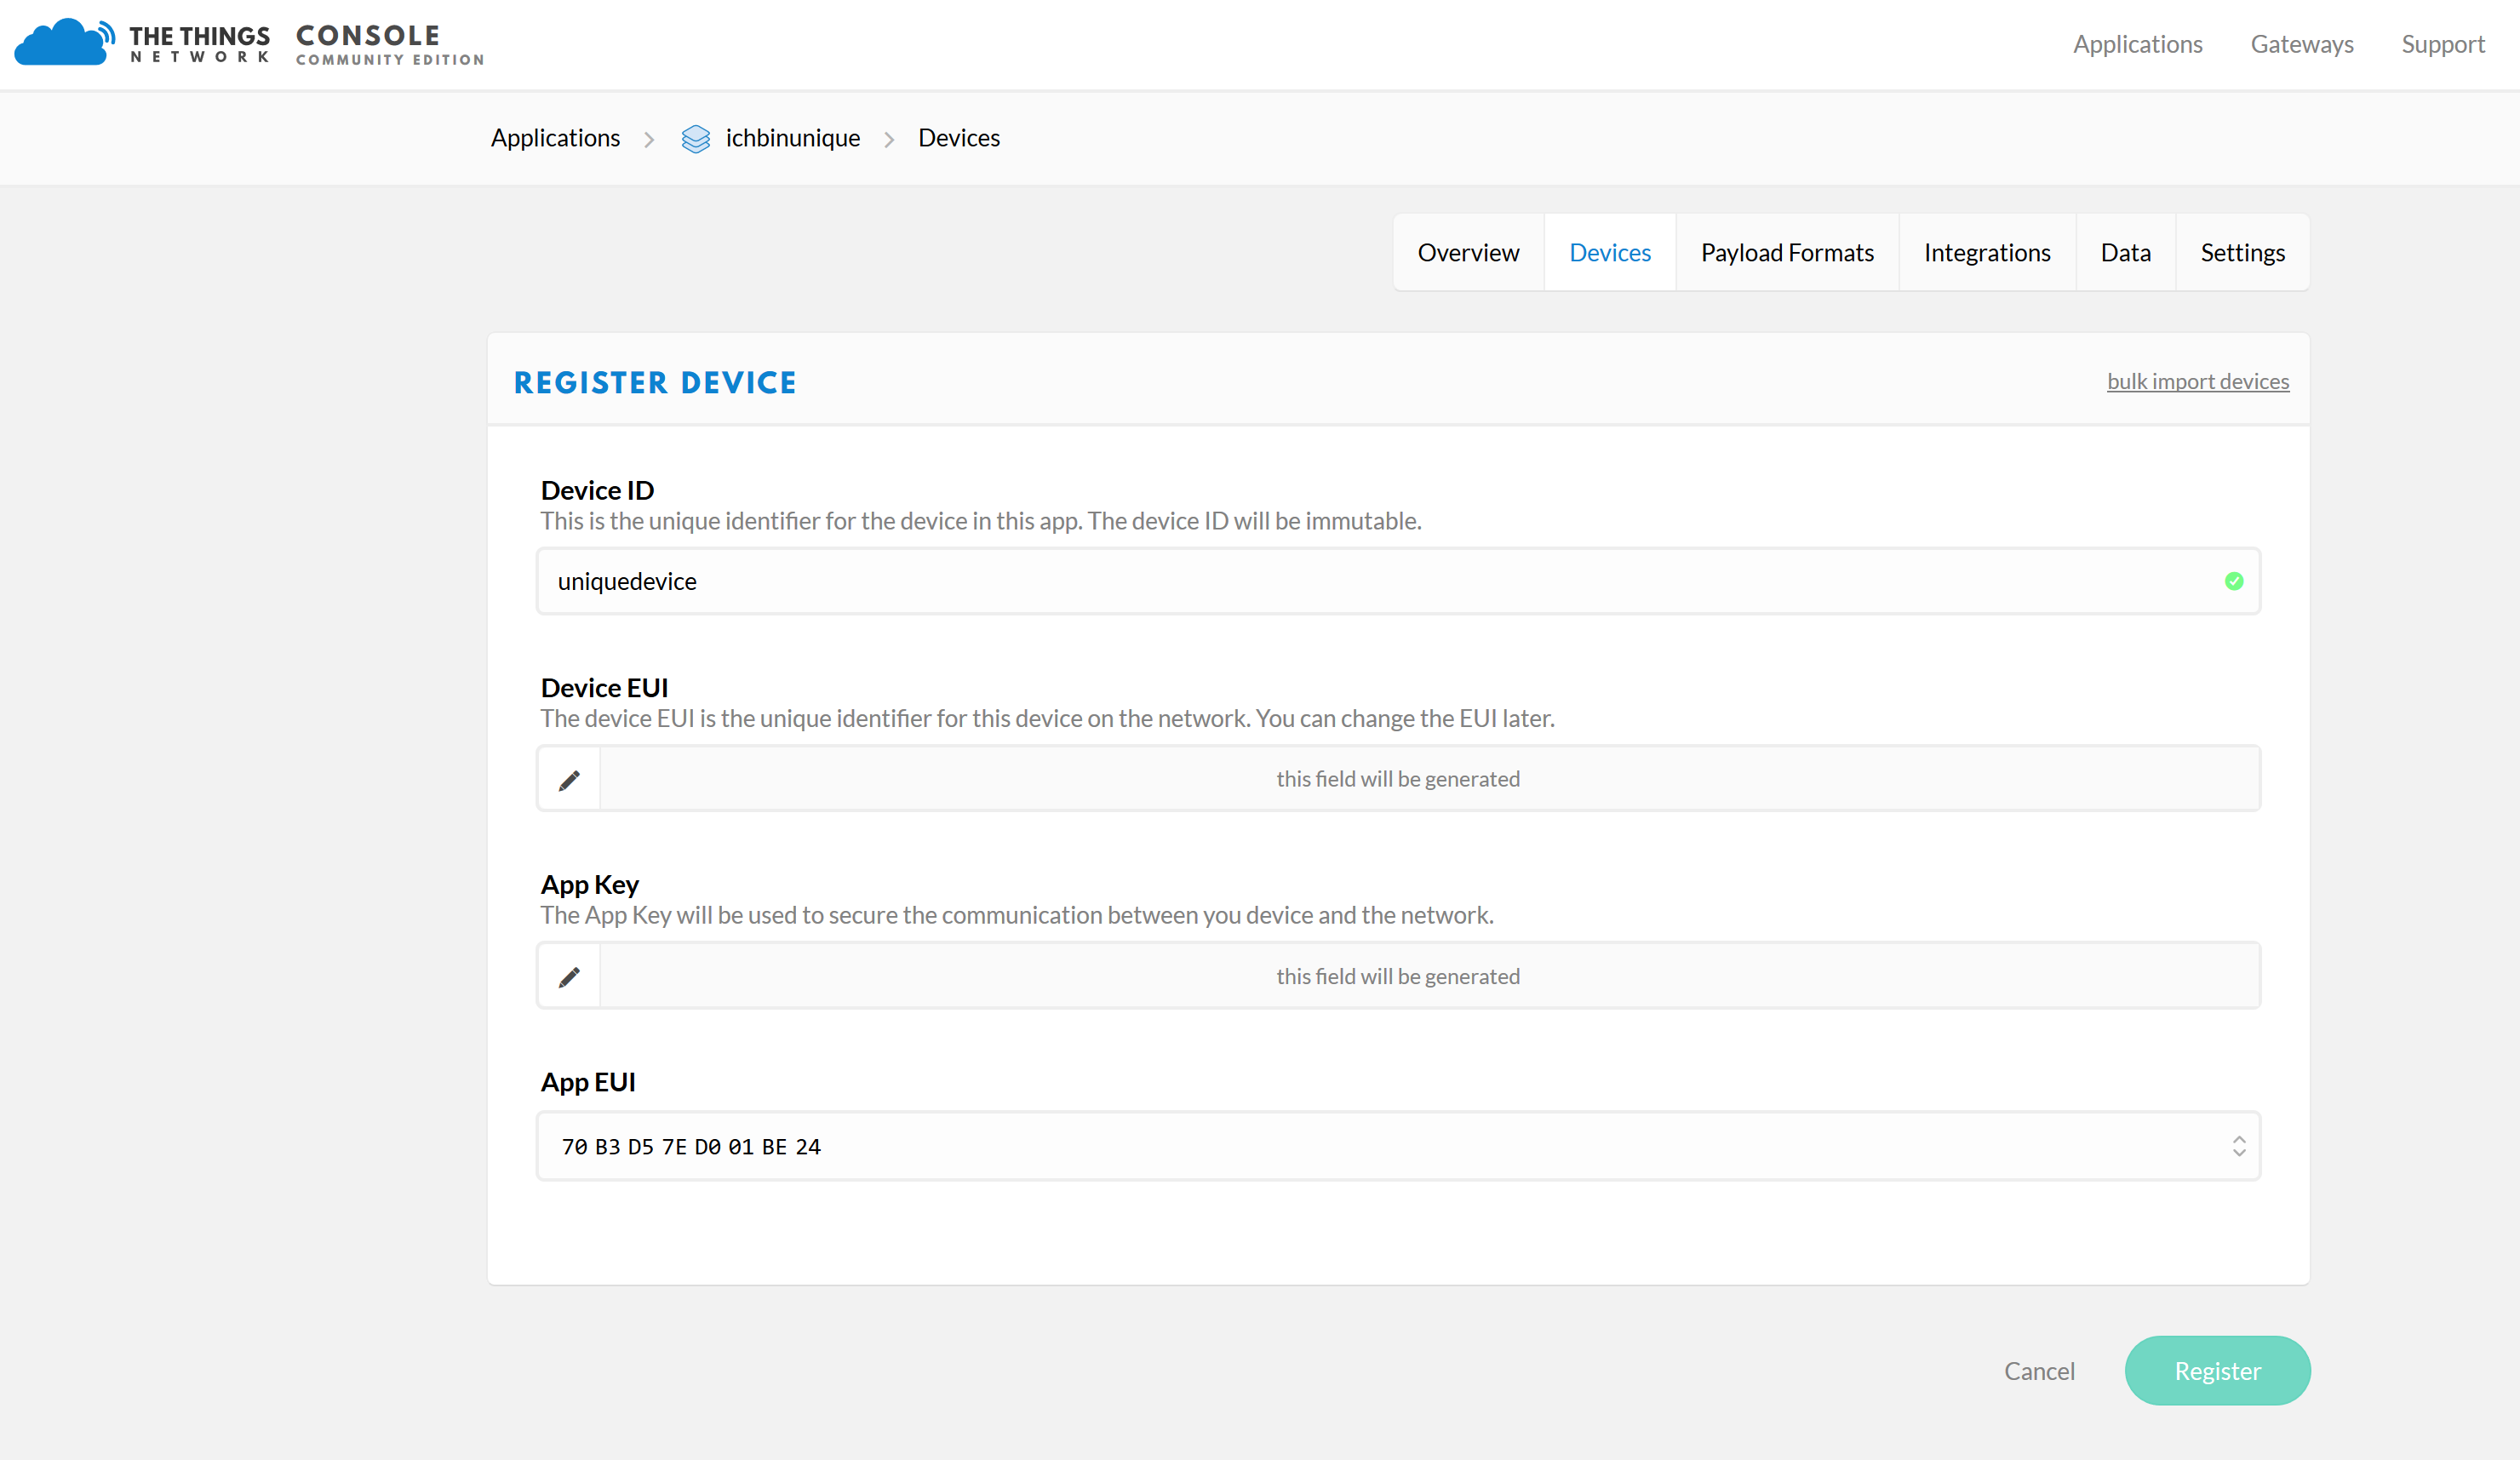 THE THINGS
NETWORK
CONSOLE
COMMUNITY EDITION
Applications Gateways Support
Applications ichbinunique Devices
Overview Devices Payload Formats Integrations Data Settings
REGISTER DEVICE
bulk import devices
Device ID
This is the unique identifier for the device in this app. The device ID will be immutable.
uniquedevice
Device EUI
The device EUI is the unique identifier for this device on the network. You can change the EUI later.
this field will be generated
App Key
The App Key will be used to secure the communication between you device and the network.
this field will be generated
App EUI
70 B3 D5 7E D0 01 BE 24
Cancel Register